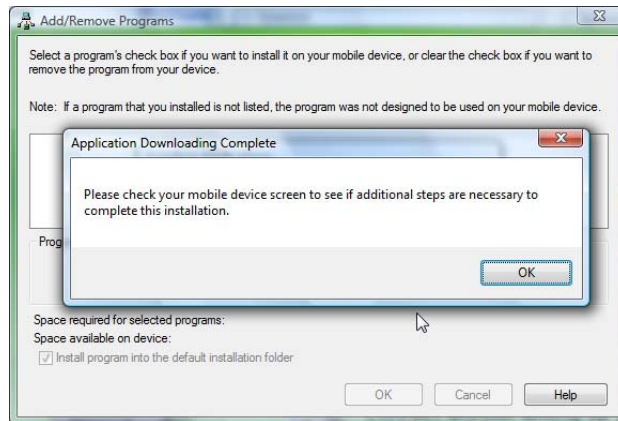 Add/Remove Programs
Select a program's check box if you want to install it on your mobile device, or clear the check box if you want to
remove the program from your device.
Note: If a program that you installed is not listed, the program was not designed to be used on your mobile device.
Application Downloading Complete
Please check your mobile device screen to see if additional steps are necessary to
complete this installation.
OK
Space required for selected programs:
Space available on device:
Install program into the default installation folder
OK Cancel Help